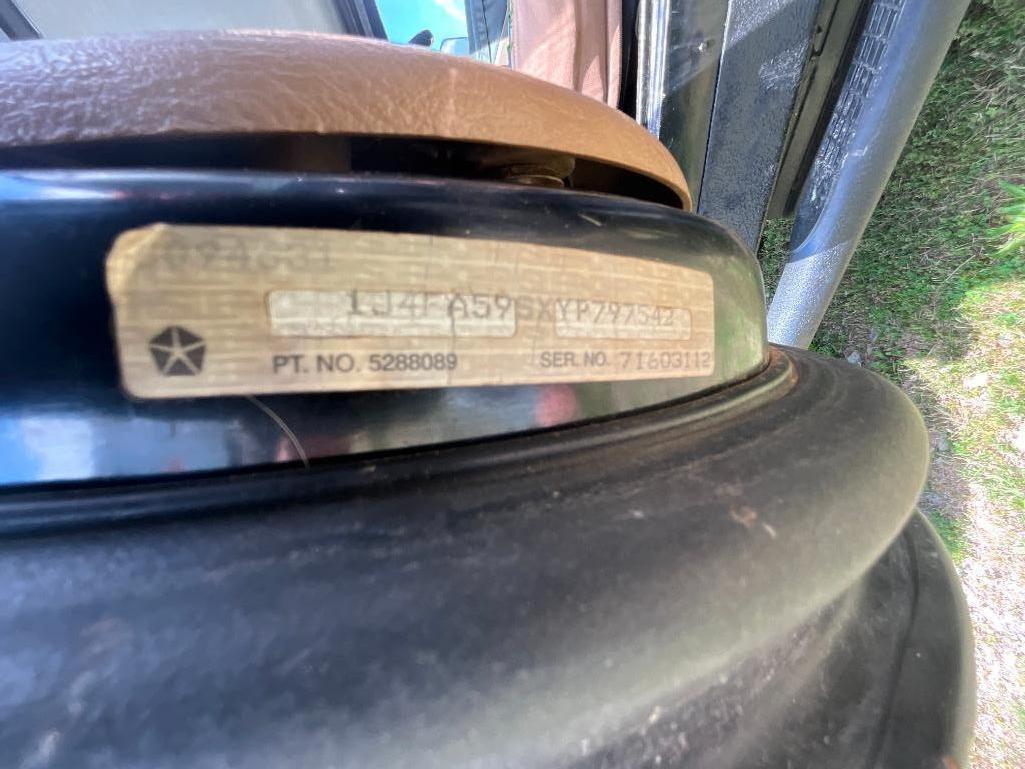 1J4FA59SXYP797542
PT. NO. 5288089 SER. NO. 71603112